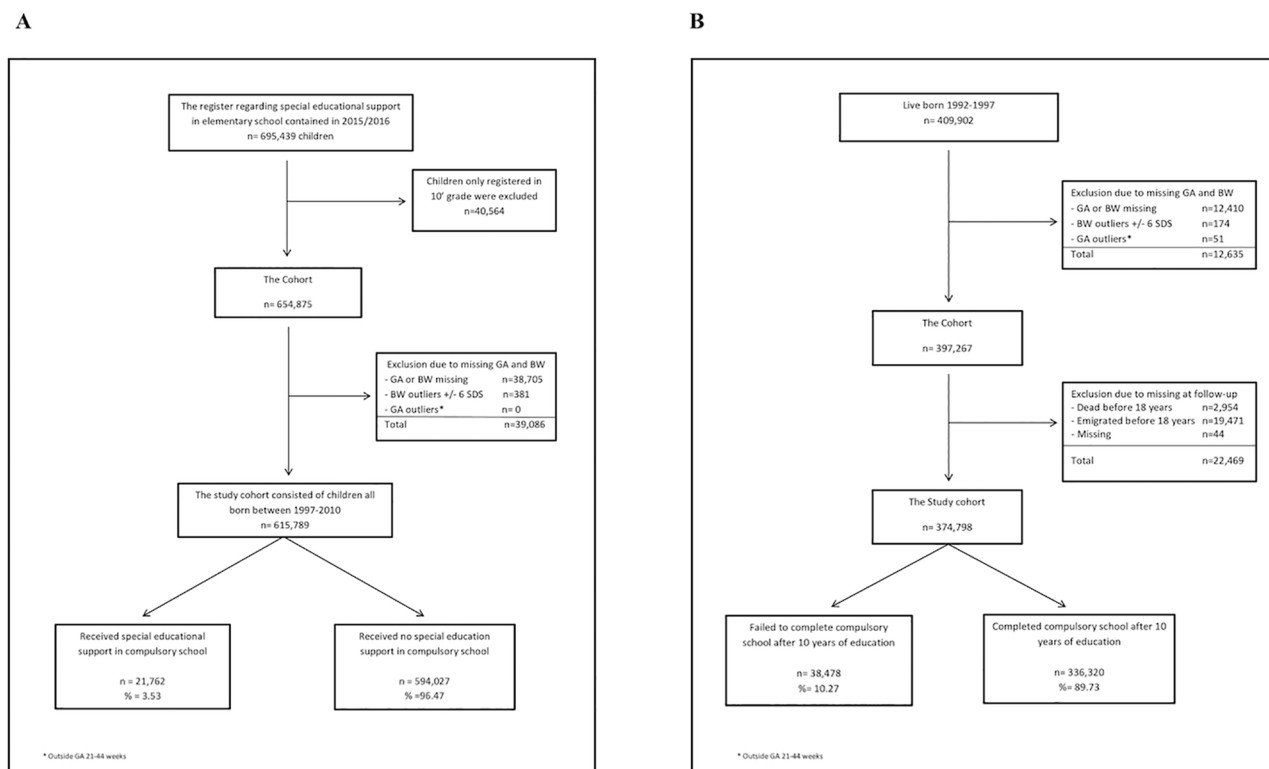 A
The register regarding special educational support
in elementary school contained in 2015/2016
n= 695,439 children
Children only registered in
10' grade were excluded
n=40,564
The Cohort
n= 654,875
Exclusion due to missing GA and BW
- GA or BW missing n=38,705
- BW outliers +/- 6 SDS n=381
- GA outliers* n= 0
Total n=39,086
The study cohort consisted of children all
born between 1997-2010
n= 615,789
Received special educational
support in compulsory school
n = 21,762
% = 3.53
Received no special education
support in compulsory school
n = 594,027
% =96.47
* Outside GA 21-44 weeks
B
Live born 1992-1997
n= 409,902
Exclusion due to missing GA and BW
- GA or BW missing n=12,410
- BW outliers +/- 6 SDS n=174
- GA outliers* n=51
Total n=12,635
The Cohort
n= 397,267
Exclusion due to missing at follow-up
- Dead before 18 years n=2,954
- Emigrated before 18 years n=19,471
- Missing n=44
Total n=22,469
The Study cohort
n= 374,798
Failed to complete compulsory
school after 10 years of education
n= 38,478
%= 10.27
Completed compulsory school after 10
years of education
n= 336,320
%= 89.73
* Outside GA 21-44 weeks